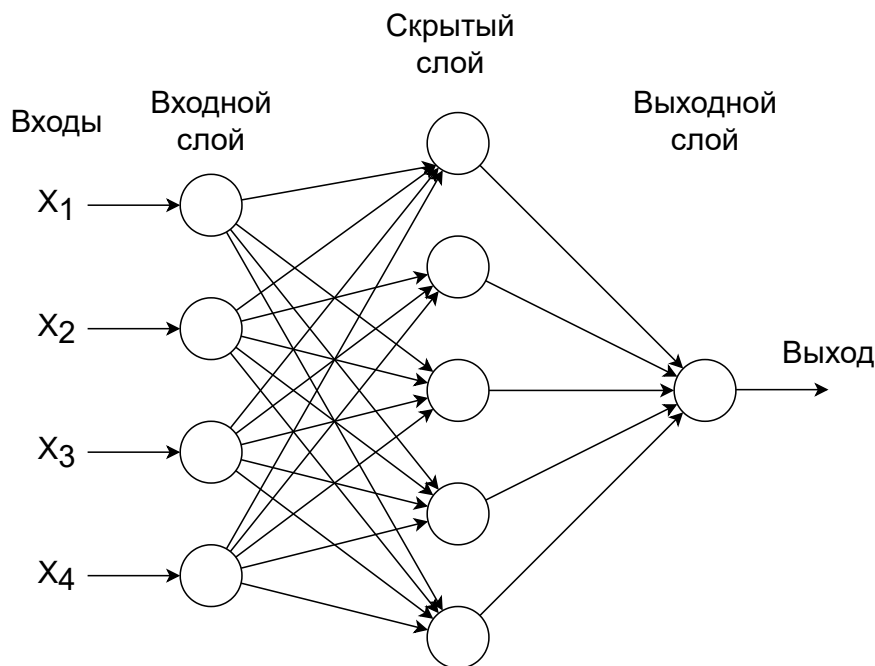 Скрытый
слой
Входной
слой
Выходной
слой
Входы
X1
X2
X3
X4
Выход